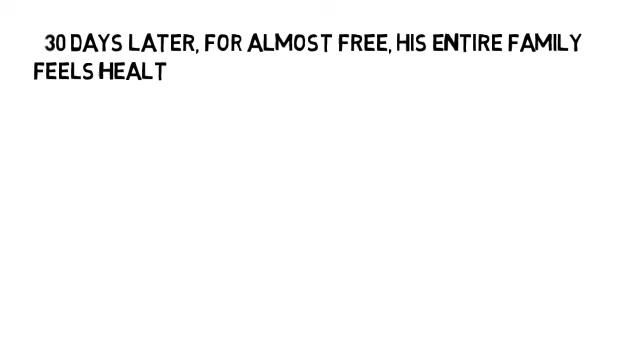 30 DAYS LATER, FOR ALMOST FREE, HIS ENTIRE FAMILY
FEELS HEALT